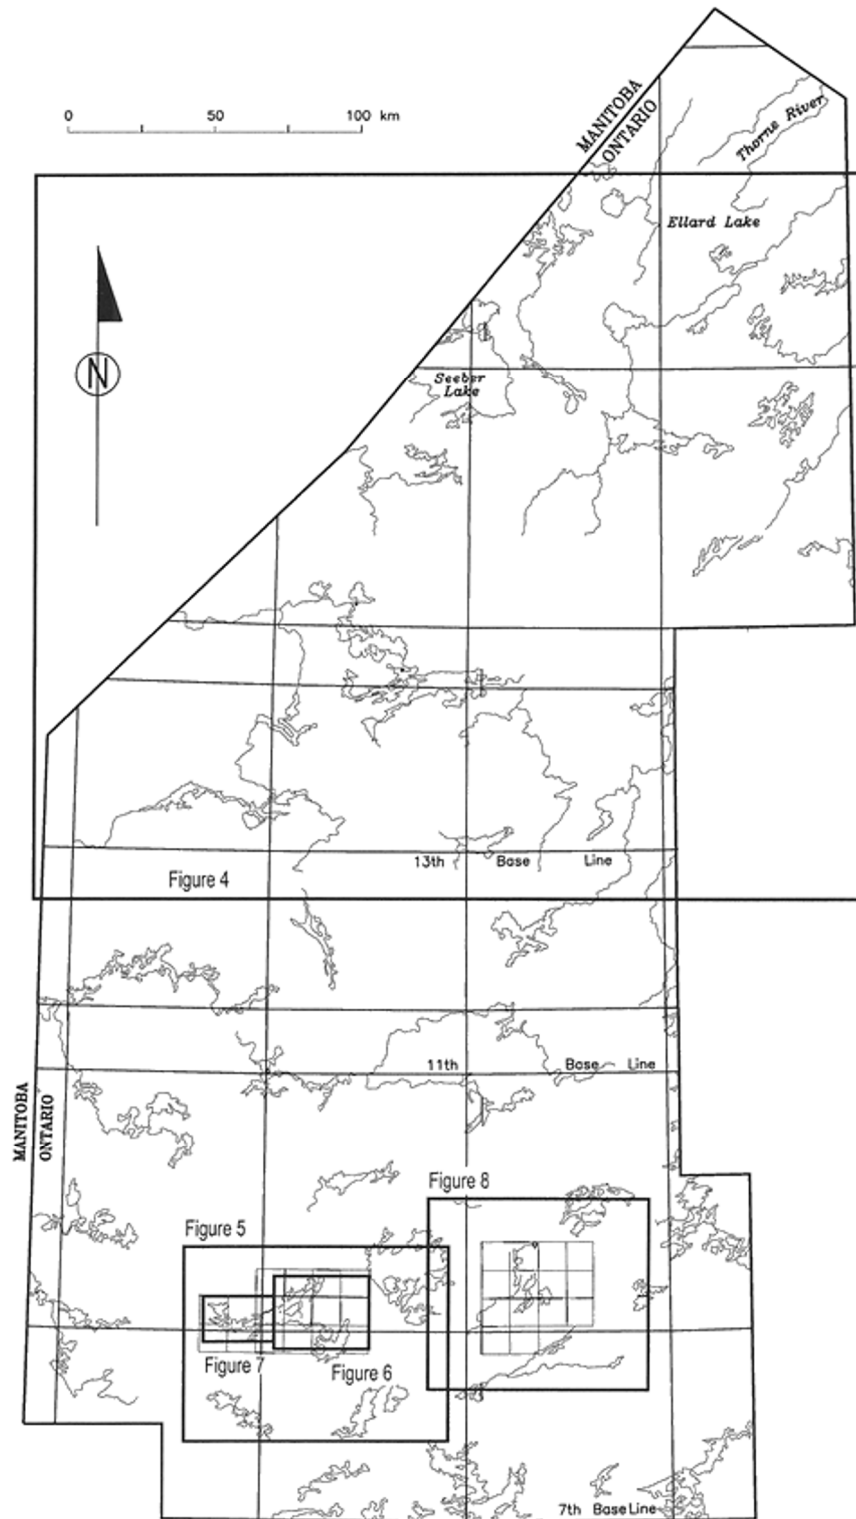 0 50 100 km
MANITOBA
ONTARIO
Thorne River
Ellard Lake
N
Seeber
Lake
13th Base Line
Figure 4
11th Base Line
MANITOBA
ONTARIO
Figure 8
Figure 5
Figure 7
Figure 6
7th Base Line